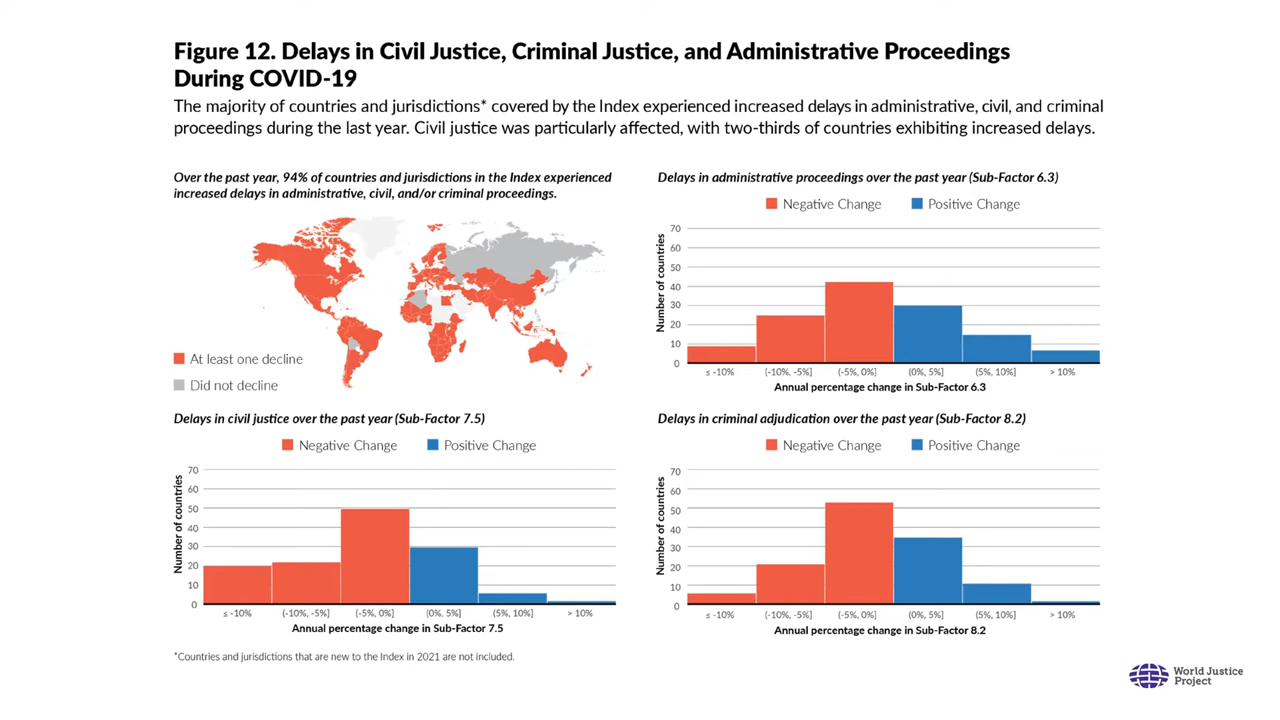 Figure 12. Delays in Civil Justice, Criminal Justice, and Administrative Proceedings
During COVID-19
The majority of countries and jurisdictions* covered by the Index experienced increased delays in administrative, civil, and criminal
proceedings during the last year. Civil justice was particularly affected, with two-thirds of countries exhibiting increased delays.
Over the past year, 94% of countries and jurisdictions in the Index experienced
increased delays in administrative, civil, and/or criminal proceedings.
At least one decline
Did not decline
Delays in administrative proceedings over the past year (Sub-Factor 6.3)
Negative Change Positive Change
Number of countries
70
60
50
40
30
20
10
0
≤ -10% (-10%, -5%] (-5%, 0%] (0%, 5%] (5%, 10%] > 10%
Annual percentage change in Sub-Factor 6.3
Delays in civil justice over the past year (Sub-Factor 7.5)
Negative Change Positive Change
Number of countries
70
60
50
40
30
20
10
0
≤ -10% (-10%, -5%] (-5%, 0%] (0%, 5%] (5%, 10%] > 10%
Annual percentage change in Sub-Factor 7.5
Delays in criminal adjudication over the past year (Sub-Factor 8.2)
Negative Change Positive Change
Number of countries
70
60
50
40
30
20
10
0
≤ -10% (-10%, -5%] (-5%, 0%] (0%, 5%] (5%, 10%] > 10%
Annual percentage change in Sub-Factor 8.2
*Countries and jurisdictions that are new to the Index in 2021 are not included.
World Justice
Project